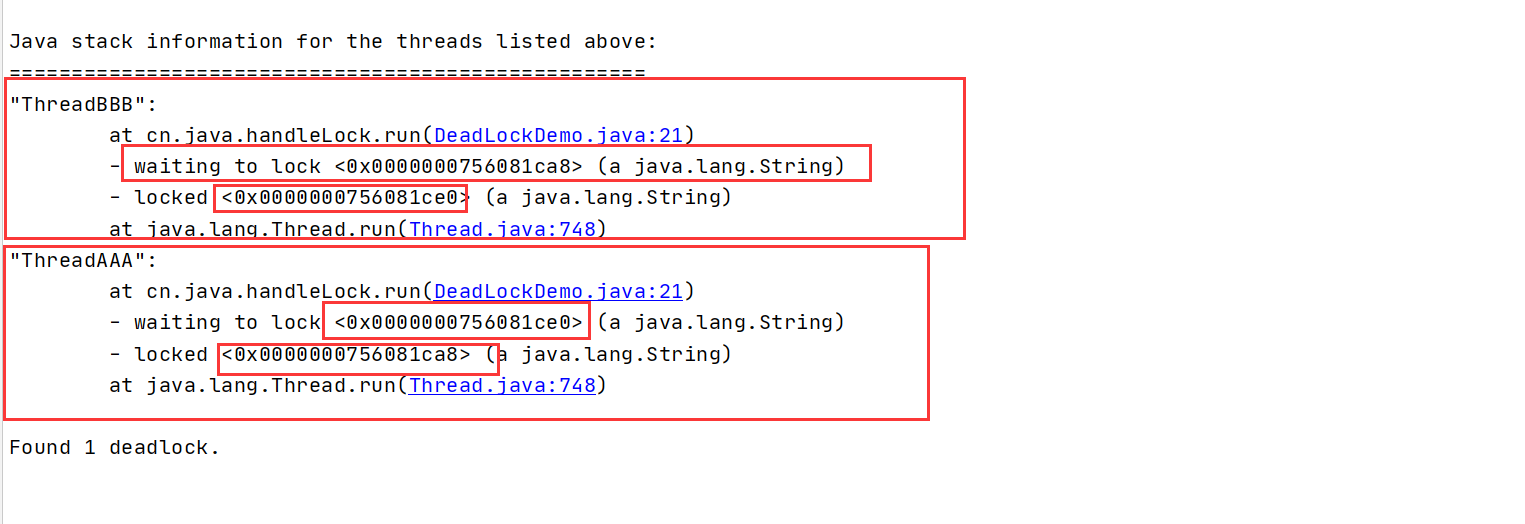 Java stack information for the threads listed above:
===================================================
"ThreadBBB":
        at cn.java.handleLock.run(DeadLockDemo.java:21)
        - waiting to lock <0x0000000756081ca8> (a java.lang.String)
        - locked <0x0000000756081ce0> (a java.lang.String)
        at java.lang.Thread.run(Thread.java:748)
"ThreadAAA":
        at cn.java.handleLock.run(DeadLockDemo.java:21)
        - waiting to lock <0x0000000756081ce0> (a java.lang.String)
        - locked <0x0000000756081ca8> (a java.lang.String)
        at java.lang.Thread.run(Thread.java:748)
Found 1 deadlock.